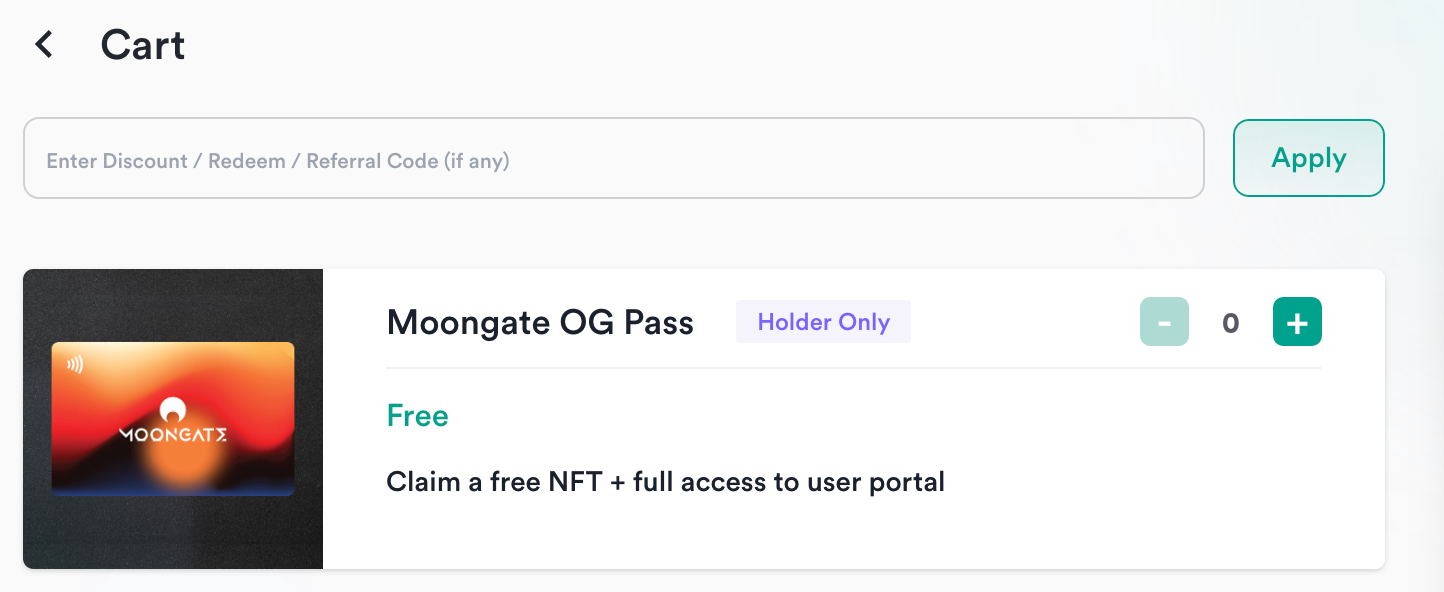 Cart
Enter Discount / Redeem / Referral Code (if any)
Apply
Moongate OG Pass
Holder Only
-
0
+
MOONGATE
Free
Claim a free NFT + full access to user portal